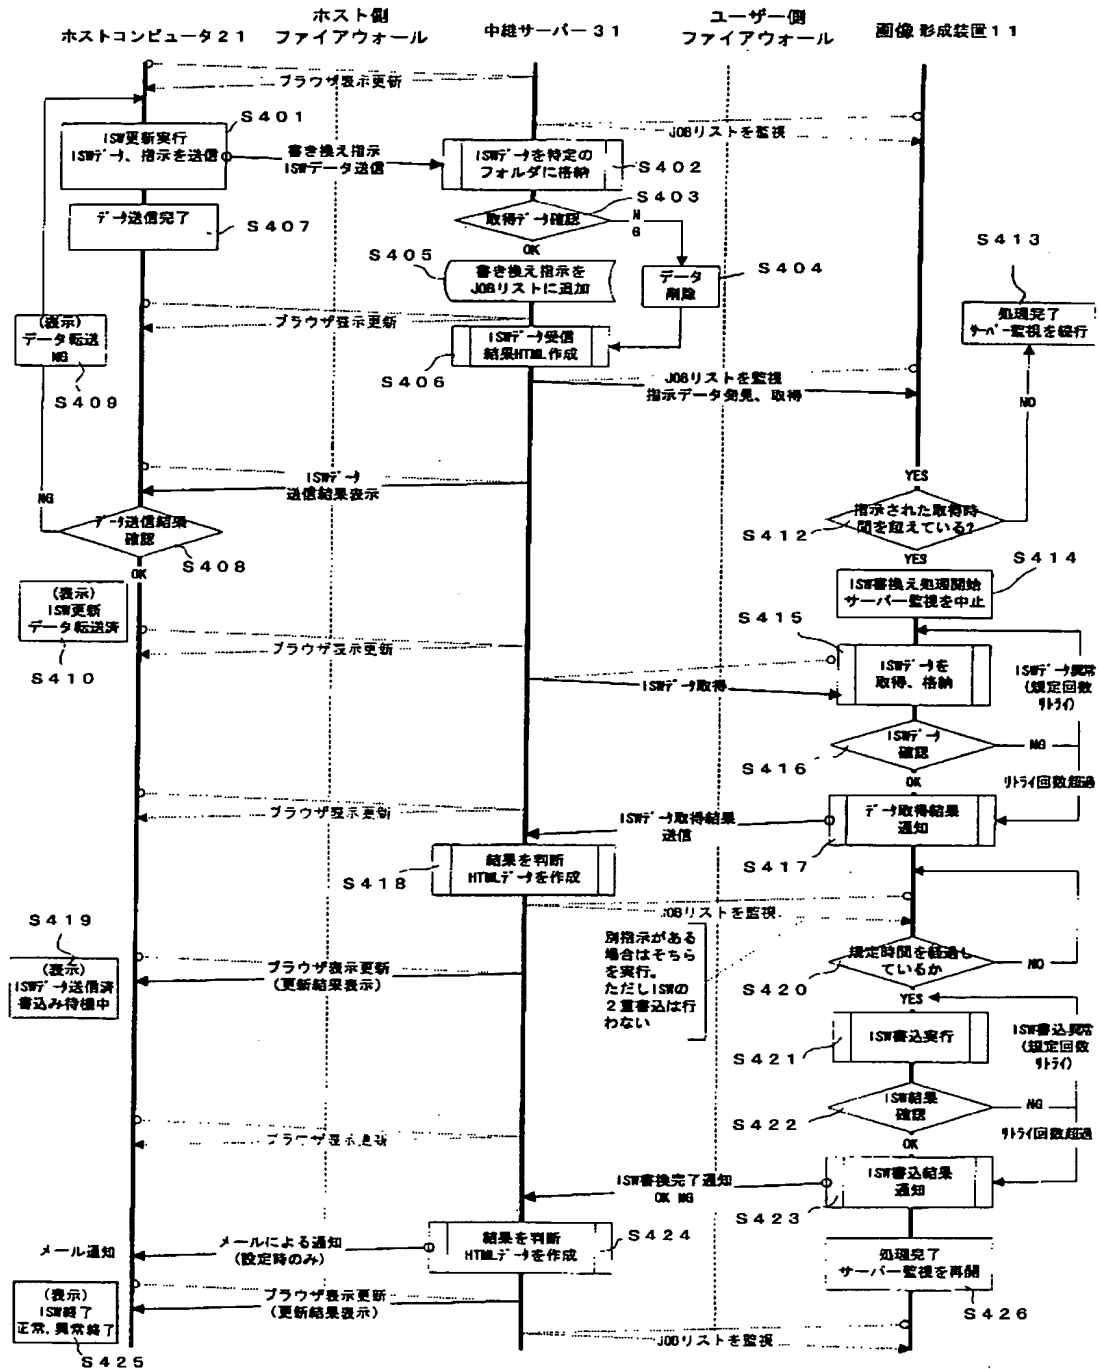 ホスト側
ファイアウォール
ホストコンピュータ21
中継サーバー31
ユーザー側
ファイアウォール
画像形成装置11
ブラウザ表示更新
JOBリストを監視
S401
ISW更新実行
ISWデータ、指示を送信
書き換え指示
ISWデータ送信
ISWデータを特定の
フォルダに格納
S402
S403
取得データ確認
NG
OK
データ送信完了
S407
S405
書き換え指示を
JOBリストに追加
データ
削除
S404
S413
処理完了
サーバー監視を続行
ブラウザ表示更新
(表示)
データ転送
NG
S409
ISWデータ受信
結果HTML作成
S406
JOBリストを監視
指示データ発見、取得
NO
ISWデータ
送信結果表示
YES
NG
データ送信結果
確認
S408
OK
指示された取得時
間を超えている?
S412
YES
S414
ISW書換え処理開始
サーバー監視を中止
(表示)
ISW更新
データ転送済
S410
ブラウザ表示更新
S415
ISWデータを
取得、格納
ISWデータ取得
ISWデータ異常
(規定回数
リトライ)
ISWデータ
確認
NG
S416
OK
リトライ回数超過
ブラウザ表示更新
ISWデータ取得結果
送信
データ取得結果
通知
S417
結果を判断
HTMLデータを作成
S418
JOBリストを監視
S419
(表示)
ISWデータ送信済
書込み待機中
ブラウザ表示更新
(更新結果表示)
別指示がある
場合はそちら
を実行。
ただしISWの
2重書込は行
わない
規定時間を経過し
ているか
NO
S420
YES
ISW書込実行
S421
ISW書込異常
(規定回数
リトライ)
ISW結果
確認
NG
S422
OK
リトライ回数超過
ブラウザ表示更新
ISW書換完了通知
OK NG
ISW書込結果
通知
S423
メール通知
メールによる通知
(設定時のみ)
結果を判断
HTMLデータを作成
S424
処理完了
サーバー監視を再開
S426
(表示)
ISW終了
正常、異常終了
S425
ブラウザ表示更新
(更新結果表示)
JOBリストを監視